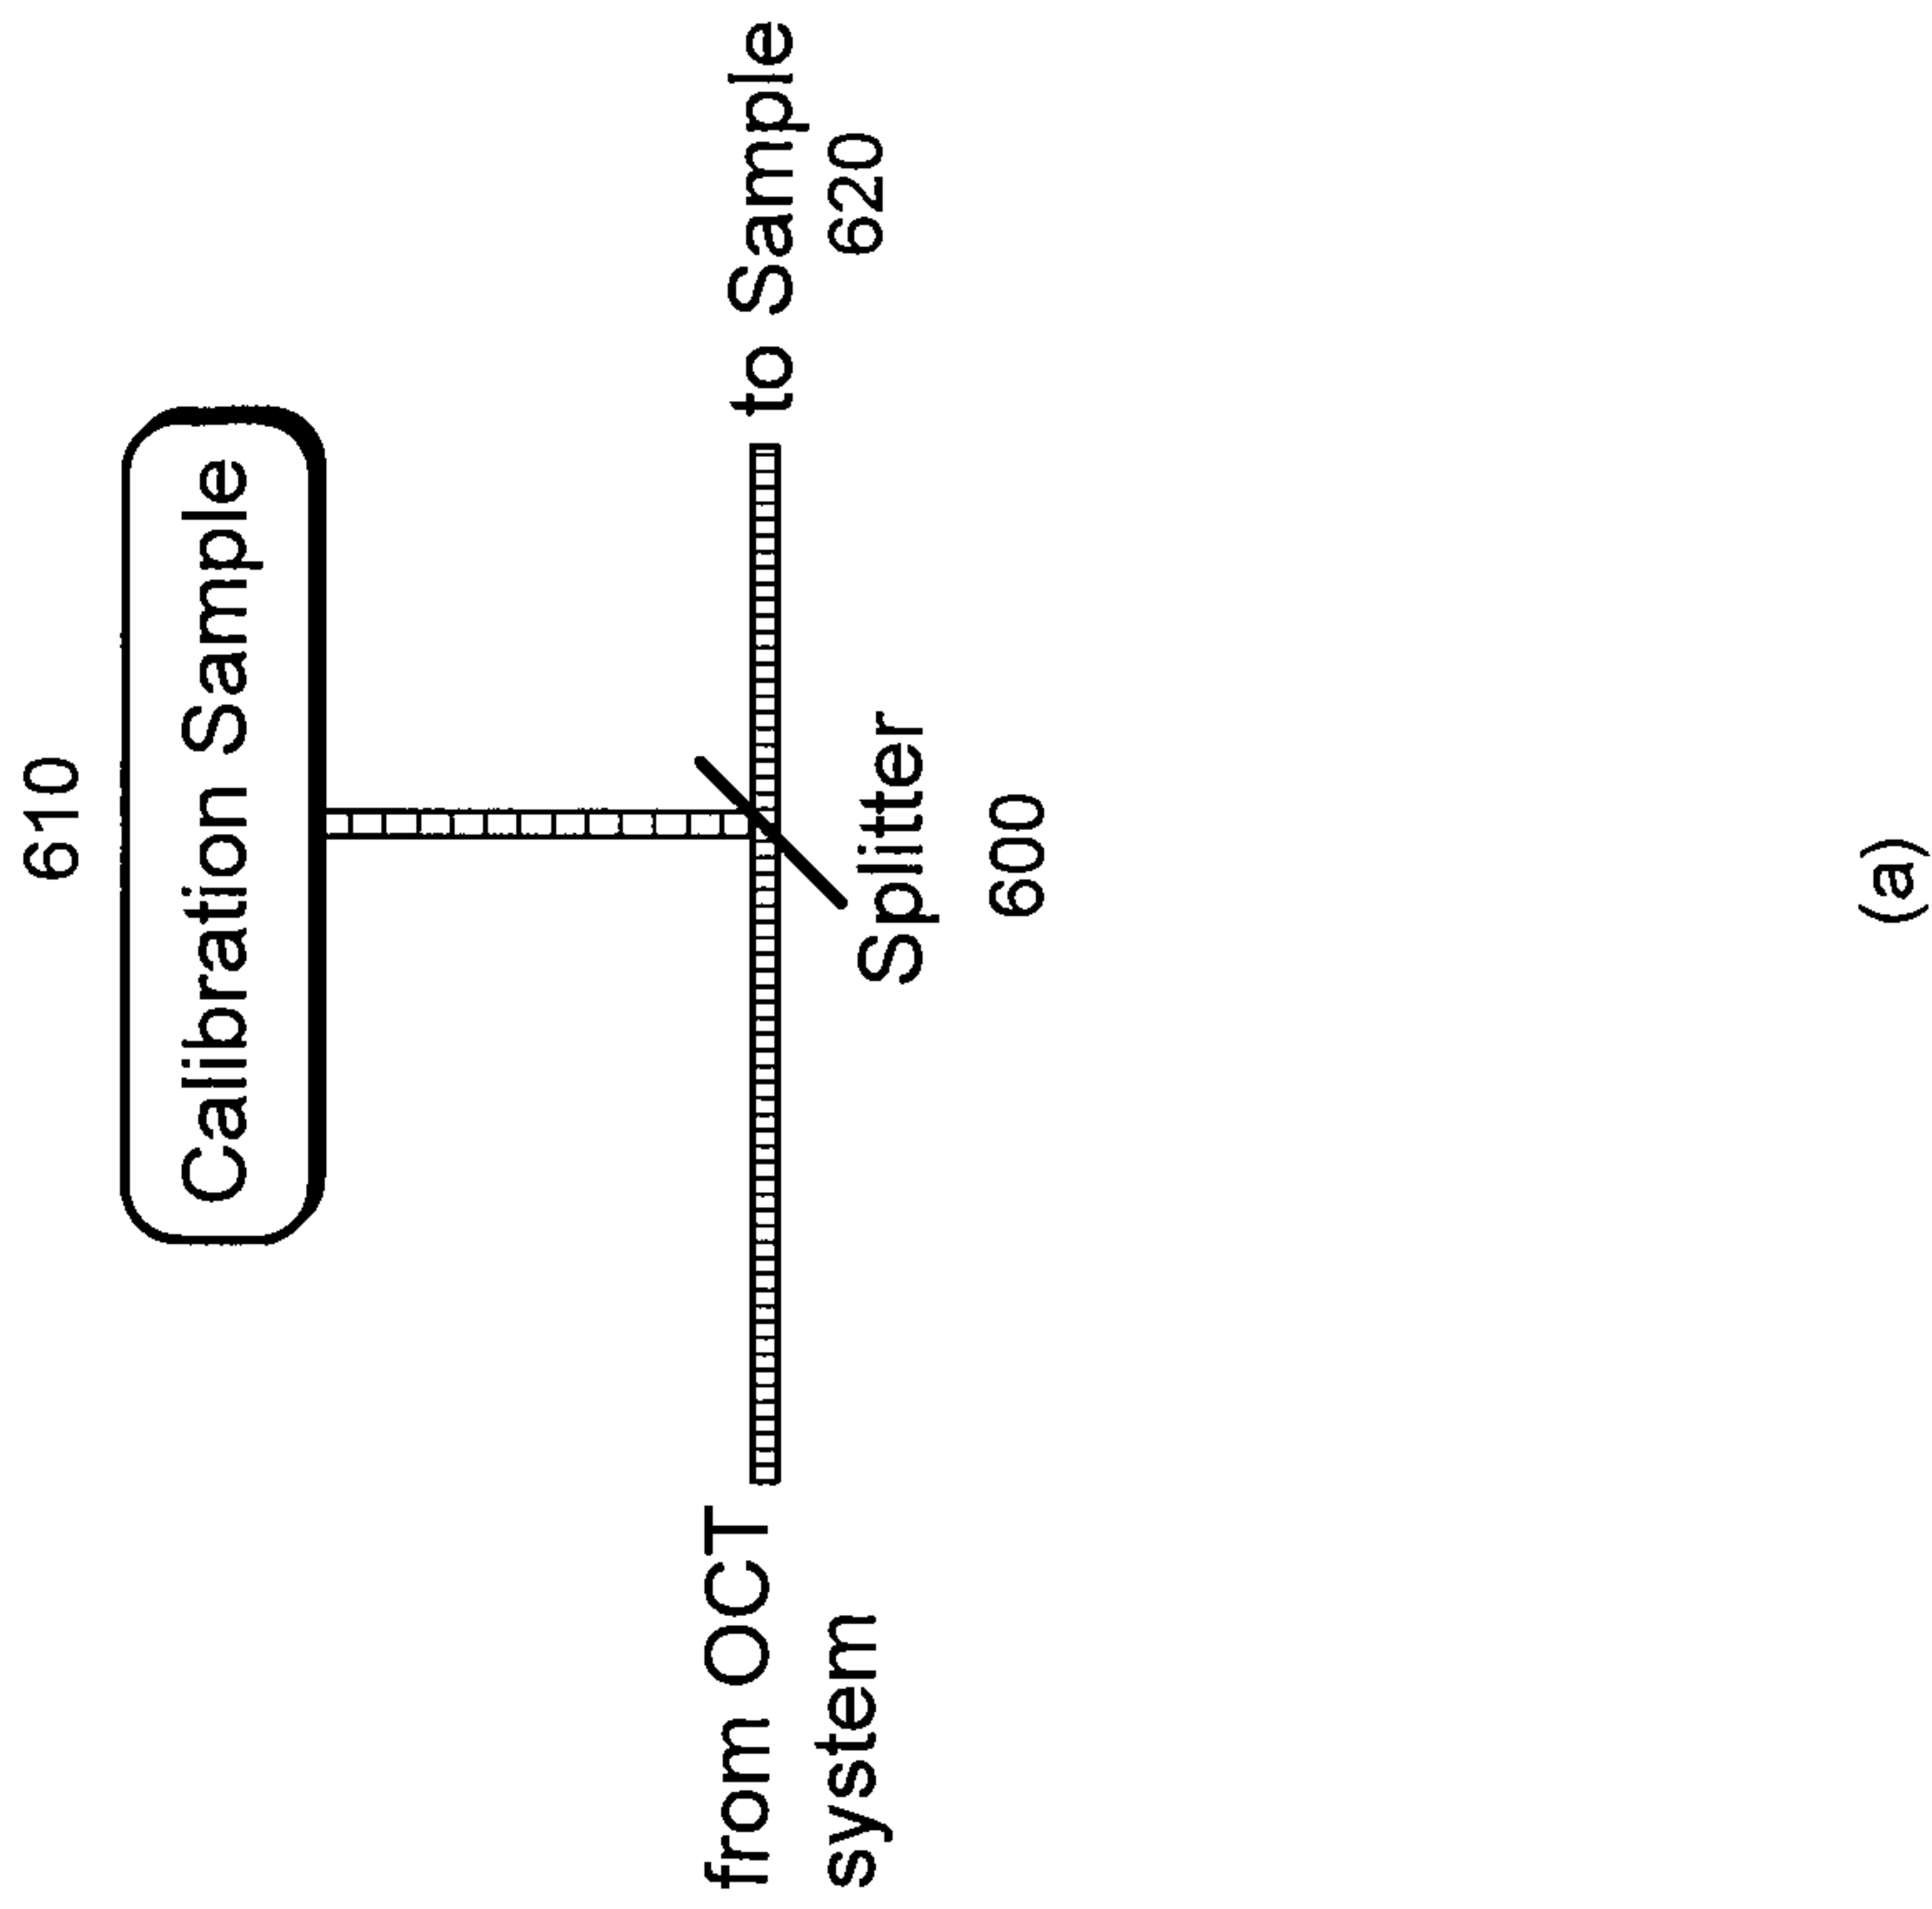 610
Calibration Sample
from OCT
system
to Sample
620
Splitter
600
(a)